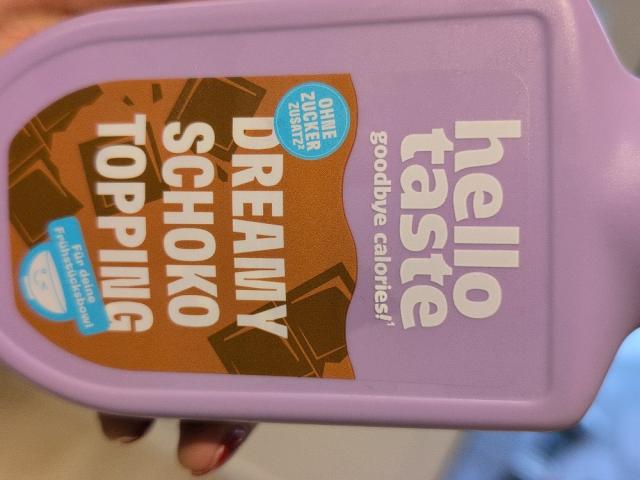 hello
taste
goodbye calories!¹
OHNE
ZUCKER
ZUSATZ²
DREAMY
SCHOKO
TOPPING
Für deine
Frühstücksbowl